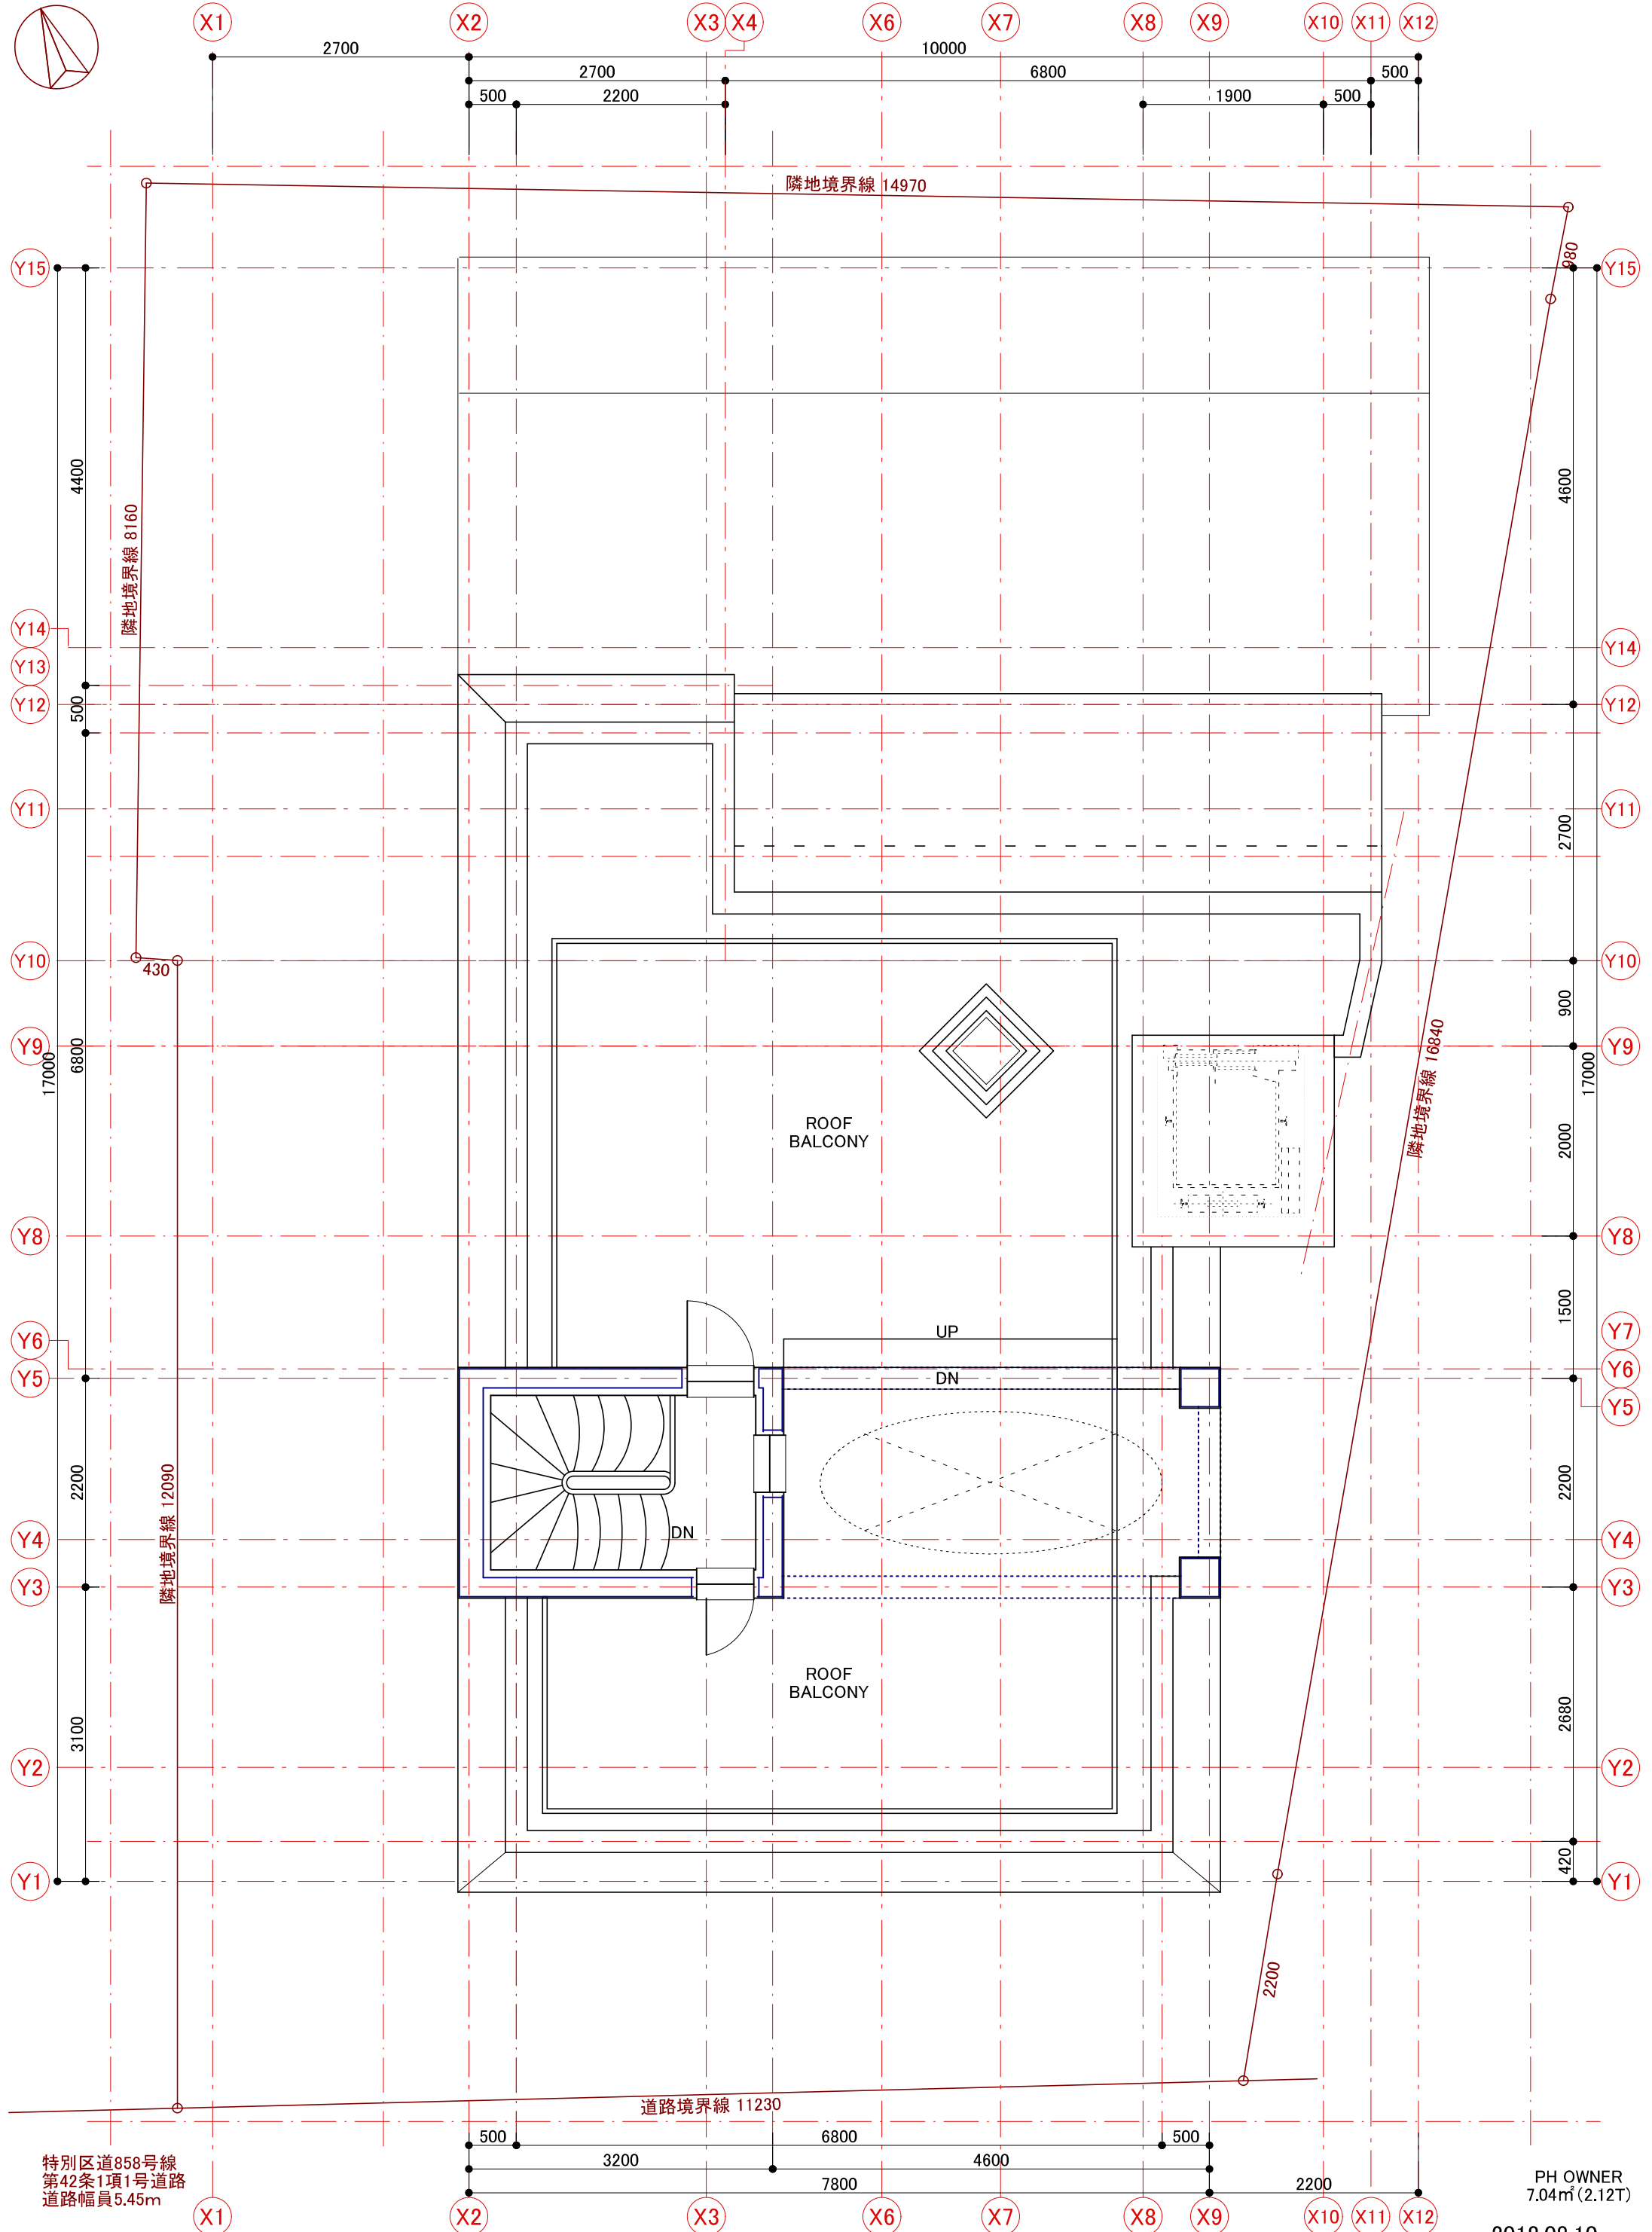 X1 X2 X3 X4 X6 X7 X8 X9 X10 X11 X12
2700 10000
2700 6800 500
500 2200 1900 500
隣地境界線 14970
980
Y15 Y15
4400 4600
隣地境界線 8160
Y14 Y14
Y13
Y12 Y12
500
Y11 Y11
2700
Y10 Y10
430
900
Y9 Y9
17000 6800 17000
隣地境界線 16840
ROOF
BALCONY
2000
Y8 Y8
1500
Y6 Y7
UP
Y6
Y5 DN
Y5
2200 2200
隣地境界線 12090
DN
Y4 Y4
Y3 Y3
ROOF
BALCONY
3100 2680
Y2 Y2
420
Y1 Y1
2200
道路境界線 11230
500 6800 500
3200 4600
7800 2200
特別区道858号線
第42条1項1号道路
道路幅員5.45m
PH OWNER
7.04㎡(2.12T)
X1 X2 X3 X6 X7 X8 X9 X10 X11 X12